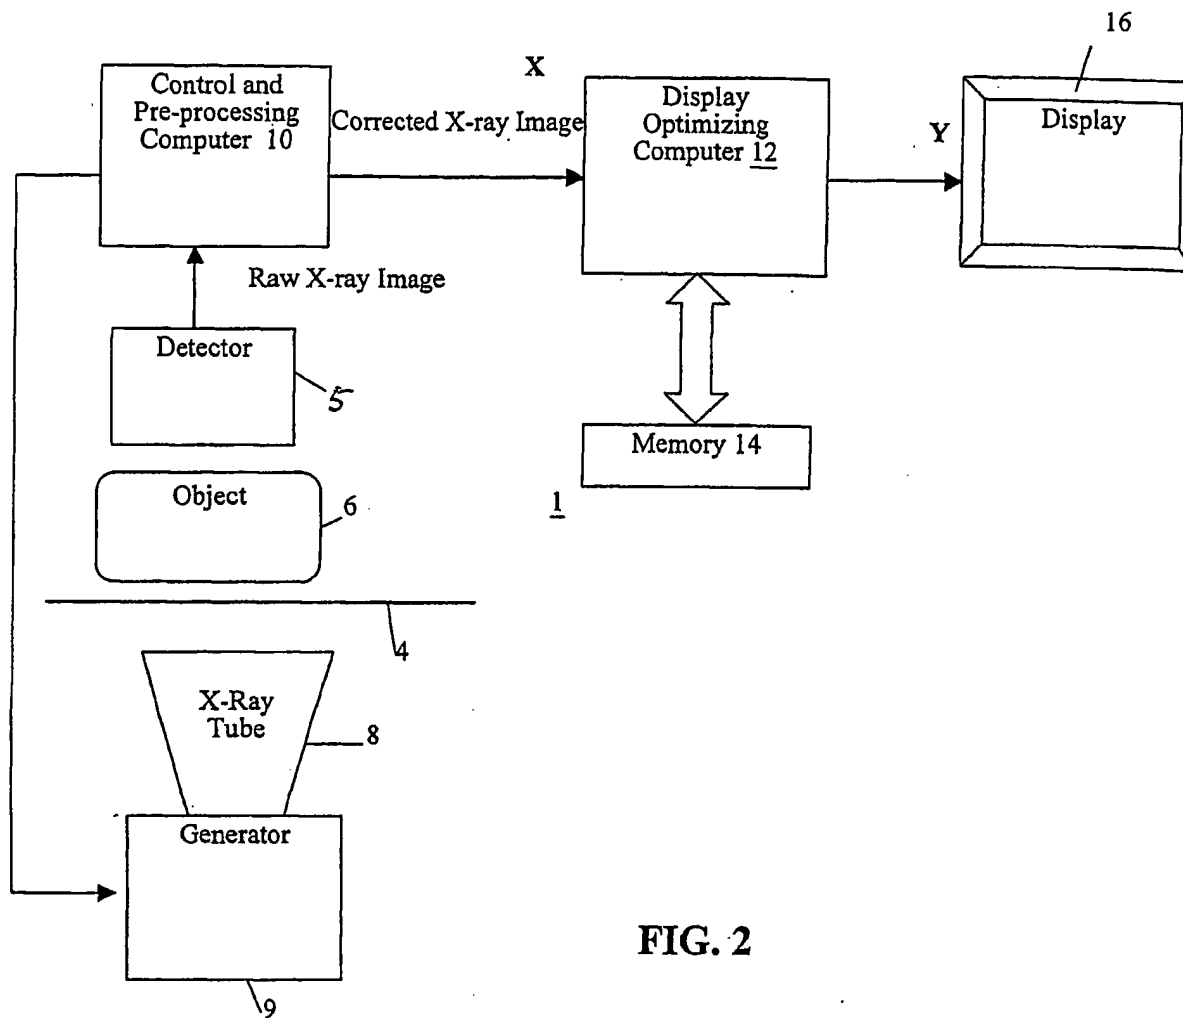 16
X
Control and
Pre-processing
Computer 10
Corrected X-ray Image
Display
Optimizing
Computer 12
Y
Display
Raw X-ray Image
Detector
5
Memory 14
Object
6
1
4
X-Ray
Tube
8
Generator
9
FIG. 2